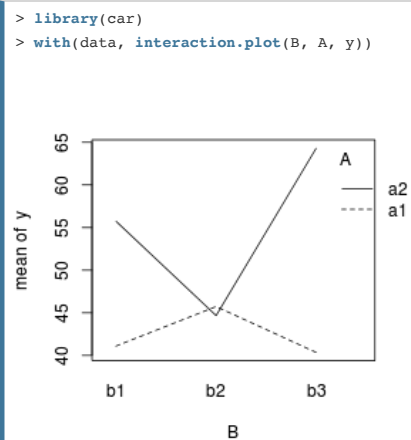 > library(car)
> with(data, interaction.plot(B, A, y))
65
60
55
50
45
40
mean of y
A
a2
a1
b1 b2 b3
B